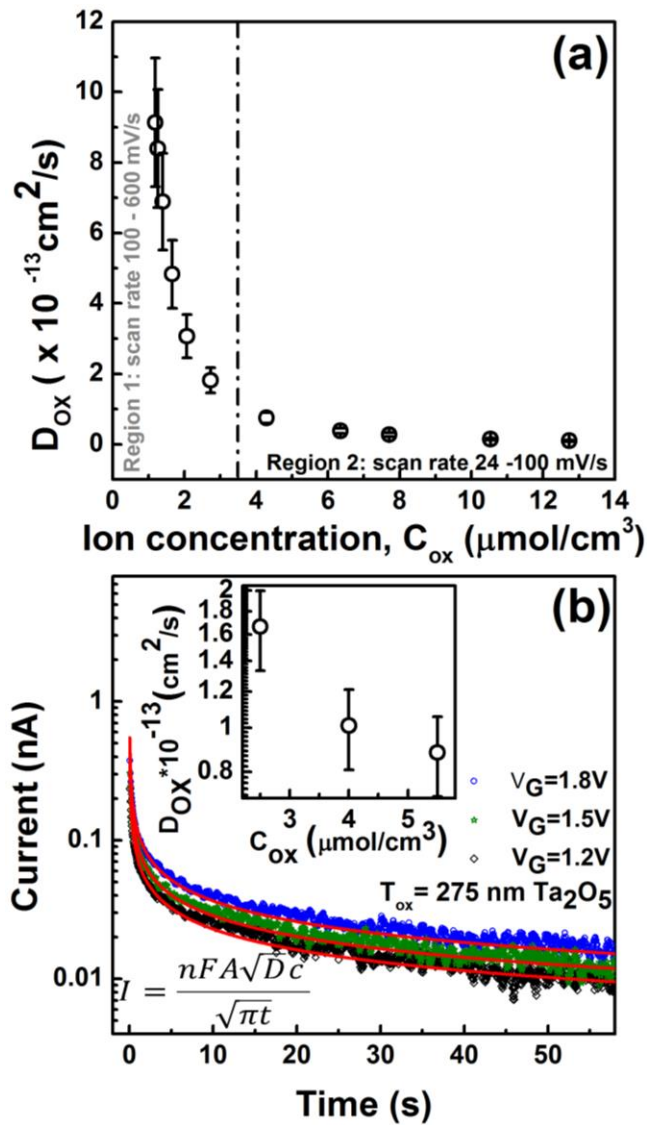 (a)
12
10
8
6
4
2
0
D_OX ( x 10 ^-13 cm^2/s)
Region 1: scan rate 100 - 600 mV/s
Region 2: scan rate 24 -100 mV/s
0 2 4 6 8 10 12 14
Ion concentration, C_ox (μmol/cm^3)
(b)
1
0.1
0.01
Current (nA)
2
1.8
1.6
1.4
1.2
1
0.8
D_OX*10^-13(cm^2/s)
3 4 5
C_ox (μmol/cm^3)
V_G=1.8V
V_G=1.5V
V_G=1.2V
T_ox= 275 nm Ta2O5
I = nFA√Dc / √πt
0 10 20 30 40 50
Time (s)